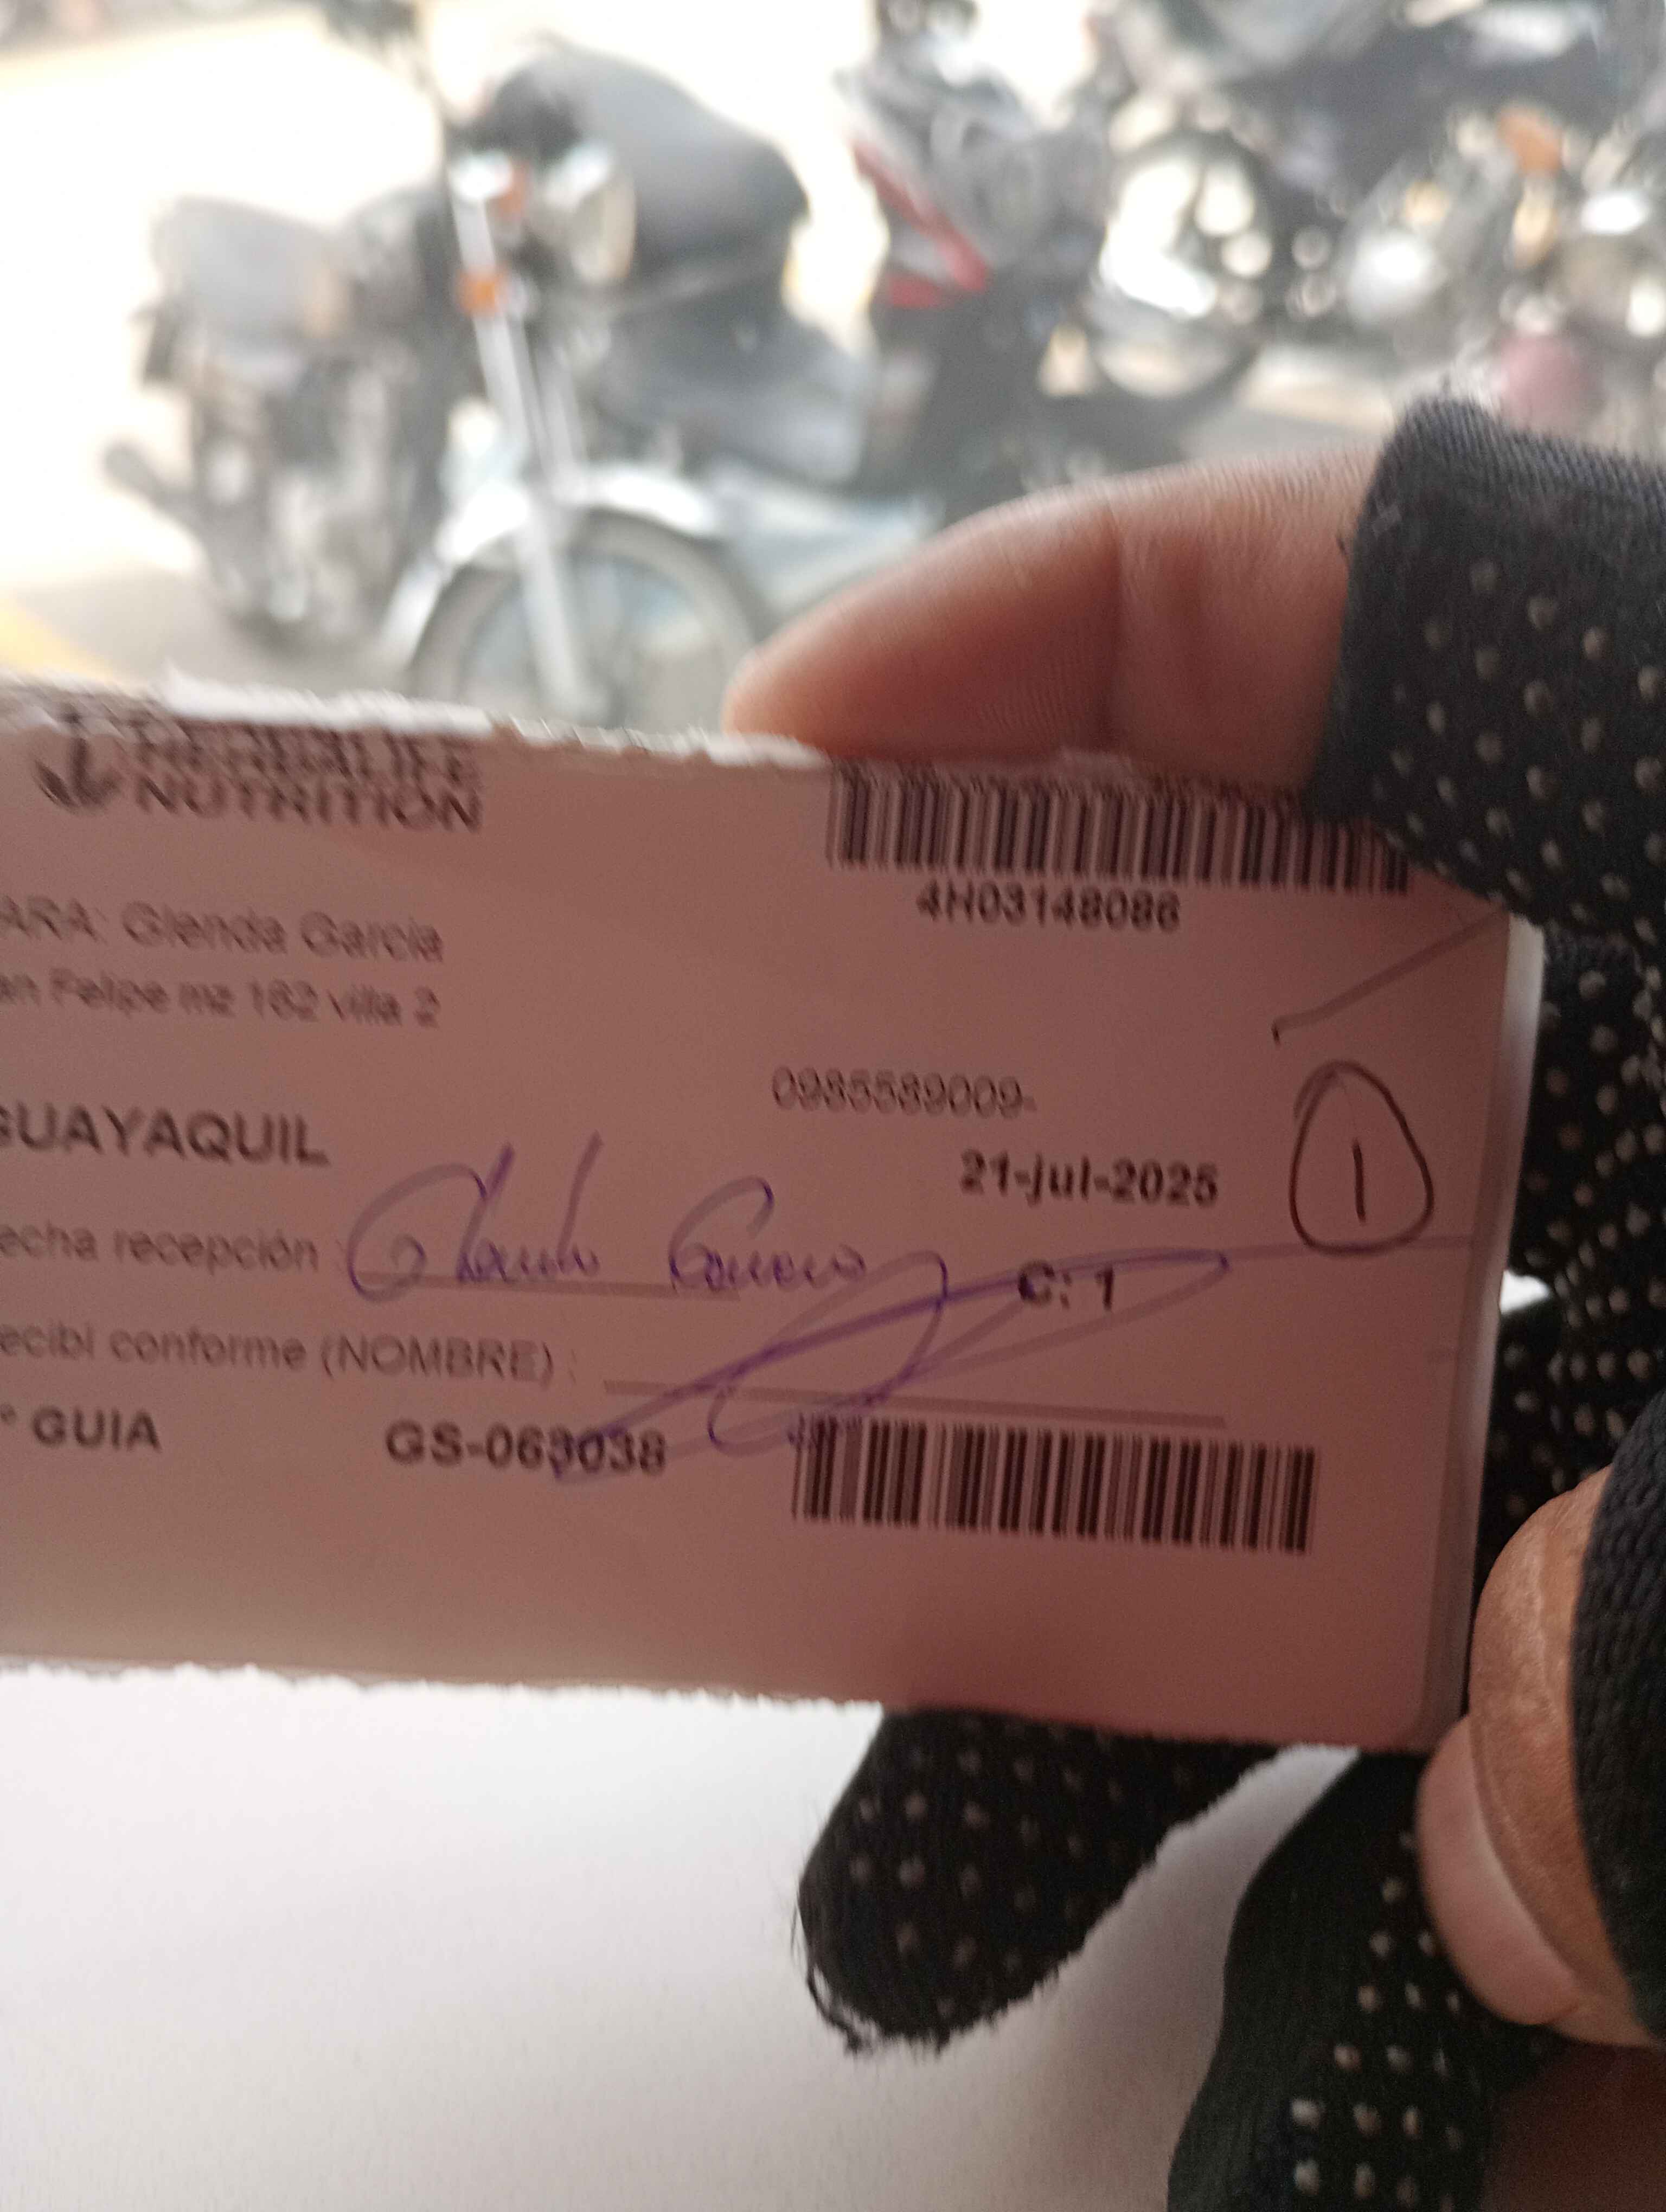 HERBALIFE
NUTRITION
4H03148086
ARA: Glenda Garcia
an Felipe mz 162 villa 2
0985589009-
GUAYAQUIL
21-jul-2025
1
echa recepción
C: 1
ecibi conforme (NOMBRE) :
° GUIA GS-063038